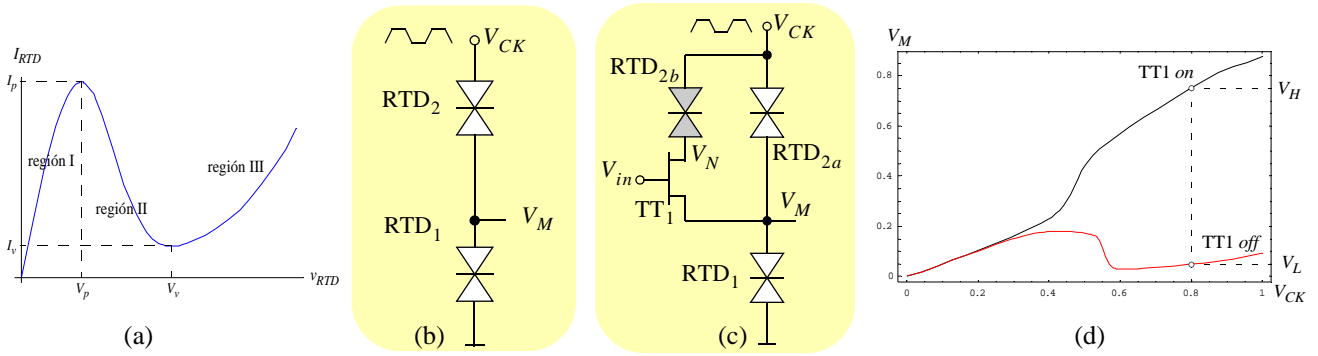 I_RTD
I_p
región I
región III
región II
I_v
V_p
V_v
v_RTD
(a)
V_CK
RTD_2
RTD_1
V_M
(b)
V_CK
RTD_2b
V_N
RTD_2a
V_in
TT_1
V_M
RTD_1
(c)
V_M
0.8
0.6
0.4
0.2
0
TT1 on
V_H
TT1 off
V_L
0
0.2
0.4
0.6
0.8
1
V_CK
(d)